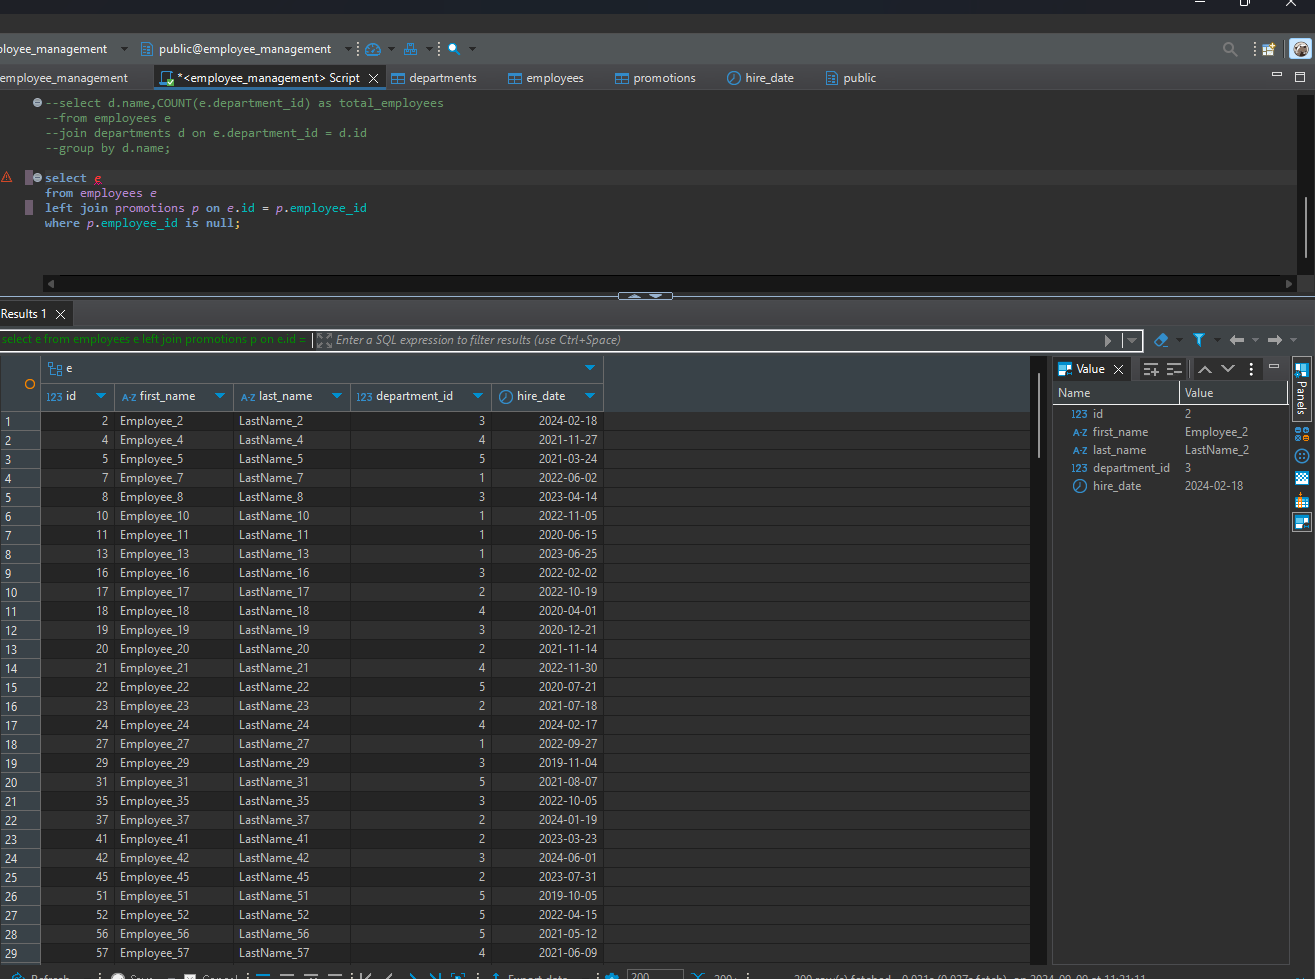 ployee_management public@employee_management
employee_management *<employee_management> Script departments employees promotions hire_date public
--select d.name,COUNT(e.department_id) as total_employees
--from employees e
--join departments d on e.department_id = d.id
--group by d.name;
select e
from employees e
left join promotions p on e.id = p.employee_id
where p.employee_id is null;
Results 1
select e from employees e left join promotions p on e.id = Enter a SQL expression to filter results (use Ctrl+Space)
e
123 id A-Z first_name A-Z last_name 123 department_id hire_date
1 2 Employee_2 LastName_2 3 2024-02-18
2 4 Employee_4 LastName_4 4 2021-11-27
3 5 Employee_5 LastName_5 5 2021-03-24
4 7 Employee_7 LastName_7 1 2022-06-02
5 8 Employee_8 LastName_8 3 2023-04-14
6 10 Employee_10 LastName_10 1 2022-11-05
7 11 Employee_11 LastName_11 1 2020-06-15
8 13 Employee_13 LastName_13 1 2023-06-25
9 16 Employee_16 LastName_16 3 2022-02-02
10 17 Employee_17 LastName_17 2 2022-10-19
11 18 Employee_18 LastName_18 4 2020-04-01
12 19 Employee_19 LastName_19 3 2020-12-21
13 20 Employee_20 LastName_20 2 2021-11-14
14 21 Employee_21 LastName_21 4 2022-11-30
15 22 Employee_22 LastName_22 5 2020-07-21
16 23 Employee_23 LastName_23 2 2021-07-18
17 24 Employee_24 LastName_24 4 2024-02-17
18 27 Employee_27 LastName_27 1 2022-09-27
19 29 Employee_29 LastName_29 3 2019-11-04
20 31 Employee_31 LastName_31 5 2021-08-07
21 35 Employee_35 LastName_35 3 2022-10-05
22 37 Employee_37 LastName_37 2 2024-01-19
23 41 Employee_41 LastName_41 2 2023-03-23
24 42 Employee_42 LastName_42 3 2024-06-01
25 45 Employee_45 LastName_45 2 2023-07-31
26 51 Employee_51 LastName_51 5 2019-10-05
27 52 Employee_52 LastName_52 5 2022-04-15
28 56 Employee_56 LastName_56 5 2021-05-12
29 57 Employee_57 LastName_57 4 2021-06-09
Value
Name Value
123 id 2
A-Z first_name Employee_2
A-Z last_name LastName_2
123 department_id 3
hire_date 2024-02-18
Panels
Refresh Save Cancel Export data 200 200+